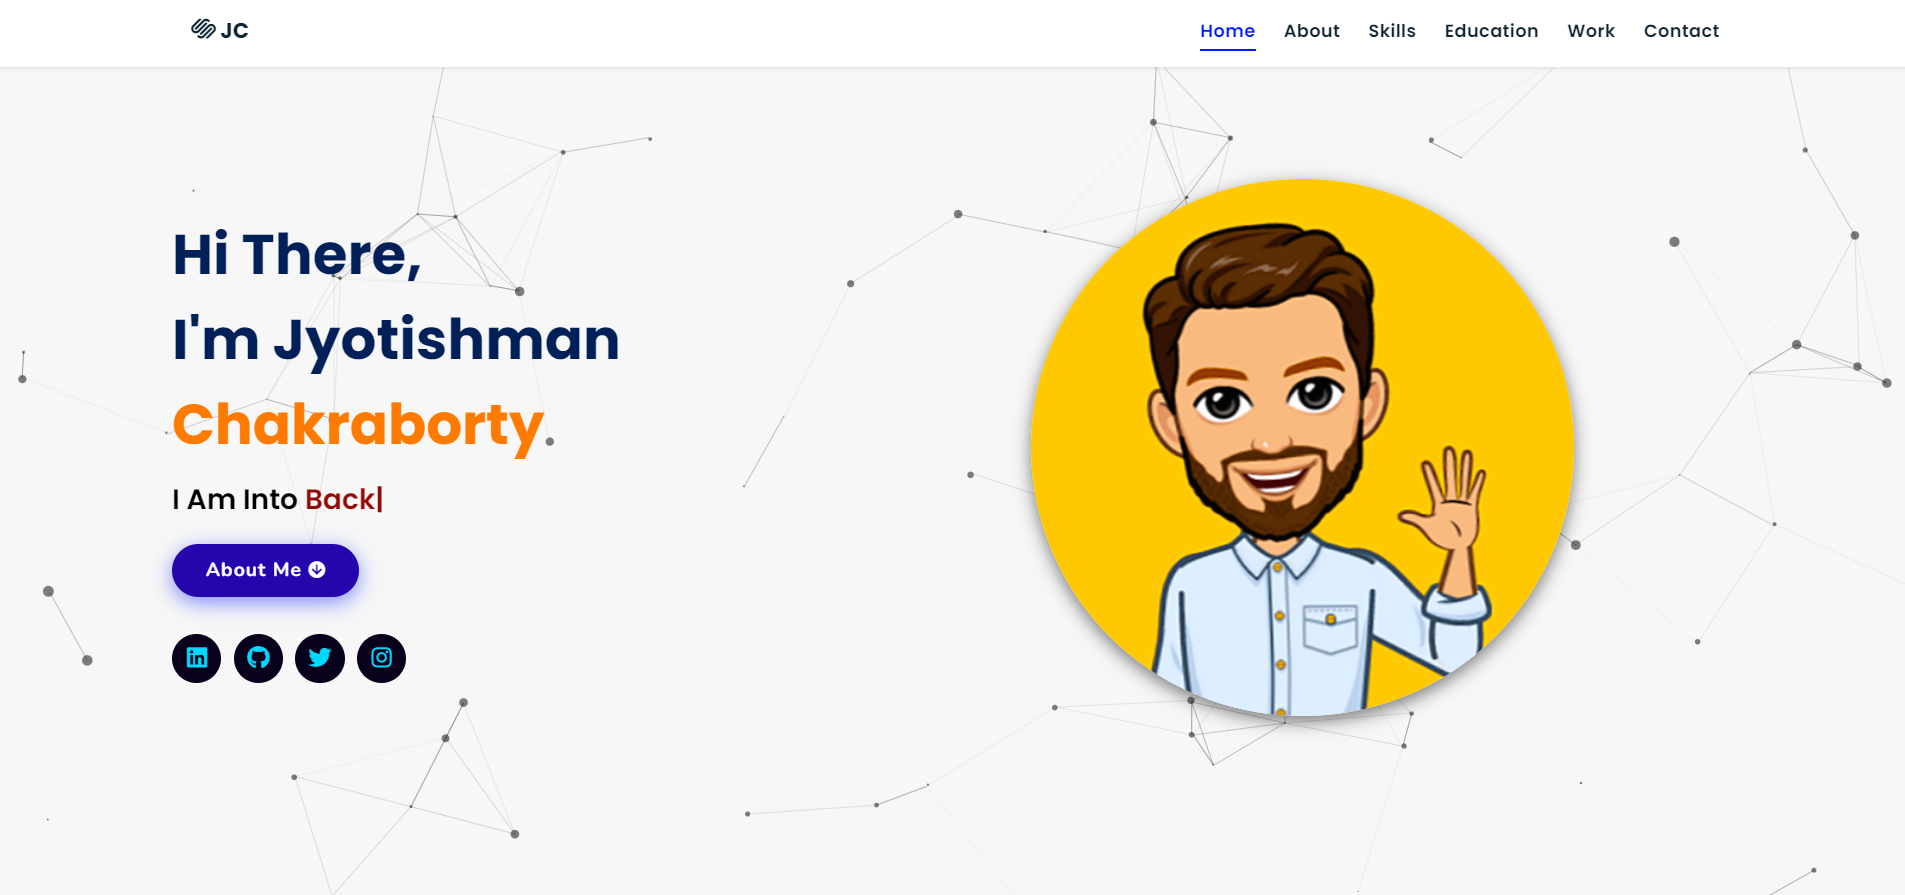 JC
Home About Skills Education Work Contact
Hi There,
I'm Jyotishman
Chakraborty
I Am Into Back|
About Me